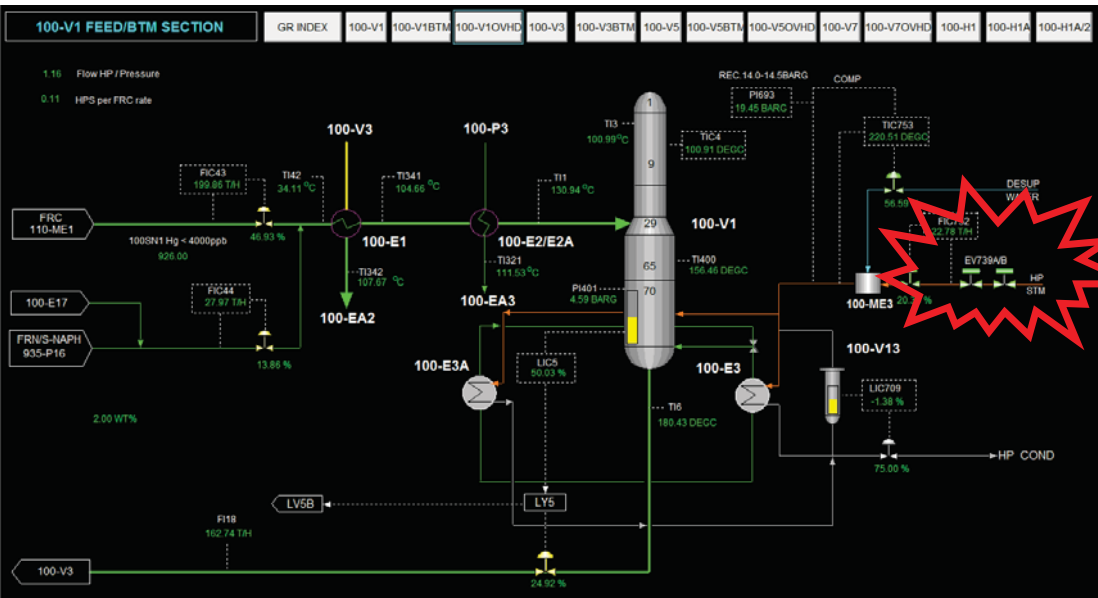 100-V1 FEED/BTM SECTION
GR INDEX
100-V1
100-V1BTM
100-V1OVHD
100-V3
100-V3BTM
100-V5
100-V5BTM
100-V5OVHD
100-V7
100-V7OVHD
100-H1
100-H1A
100-H1A/2
1.16 Flow HP / Pressure
0.11 HPS per FRC rate
REC.14.0-14.5BARG
COMP
PI693
19.45 BARG
TIC753
220.51 DEGC
1
TI3
100.99°C
TIC4
100.91 DEGC
100-V3
100-P3
9
FIC43
199.86 T/H
TI42
34.11 °C
TI341
104.66 °C
TI1
130.94 °C
DESUP
56.59
22.78 T/H
FRC
110-ME1
46.93 %
100SN1 Hg < 4000ppb
926.00
100-E1
100-E2/E2A
29
100-V1
EV739A/B
HP
STM
TI342
107.67 °C
TI321
111.53°C
65
TI400
156.46 DEGC
PI401
4.59 BARG
70
100-ME3
100-E17
FIC44
27.97 T/H
100-EA2
100-EA3
FRN/S-NAPH
935-P16
13.86 %
100-E3A
LIC5
50.03 %
100-E3
100-V13
LIC709
-1.38 %
2.00 WT%
TI6
180.43 DEGC
HP COND
75.00 %
LV5B
LY5
FI18
162.74 T/H
100-V3
24.92 %